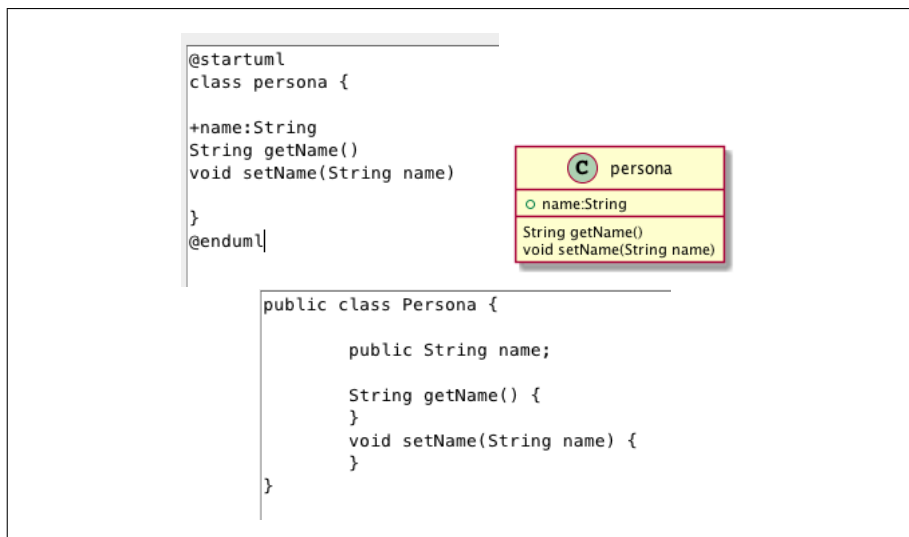 @startuml
class persona {
+name:String
String getName()
void setName(String name)
}
@enduml
C persona
name:String
String getName()
void setName(String name)
public class Persona {
public String name;
String getName() {
}
void setName(String name) {
}
}